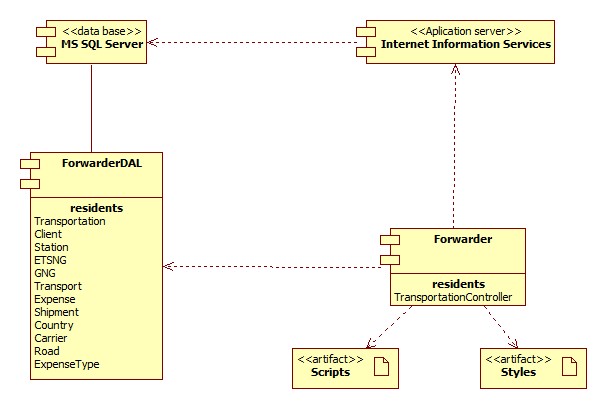 <<data base>>
MS SQL Server
<<Aplication server>>
Internet Information Services
ForwarderDAL
residents
Transportation
Client
Station
ETSNG
GNG
Transport
Expense
Shipment
Country
Carrier
Road
ExpenseType
Forwarder
residents
TransportationController
<<artifact>>
Scripts
<<artifact>>
Styles